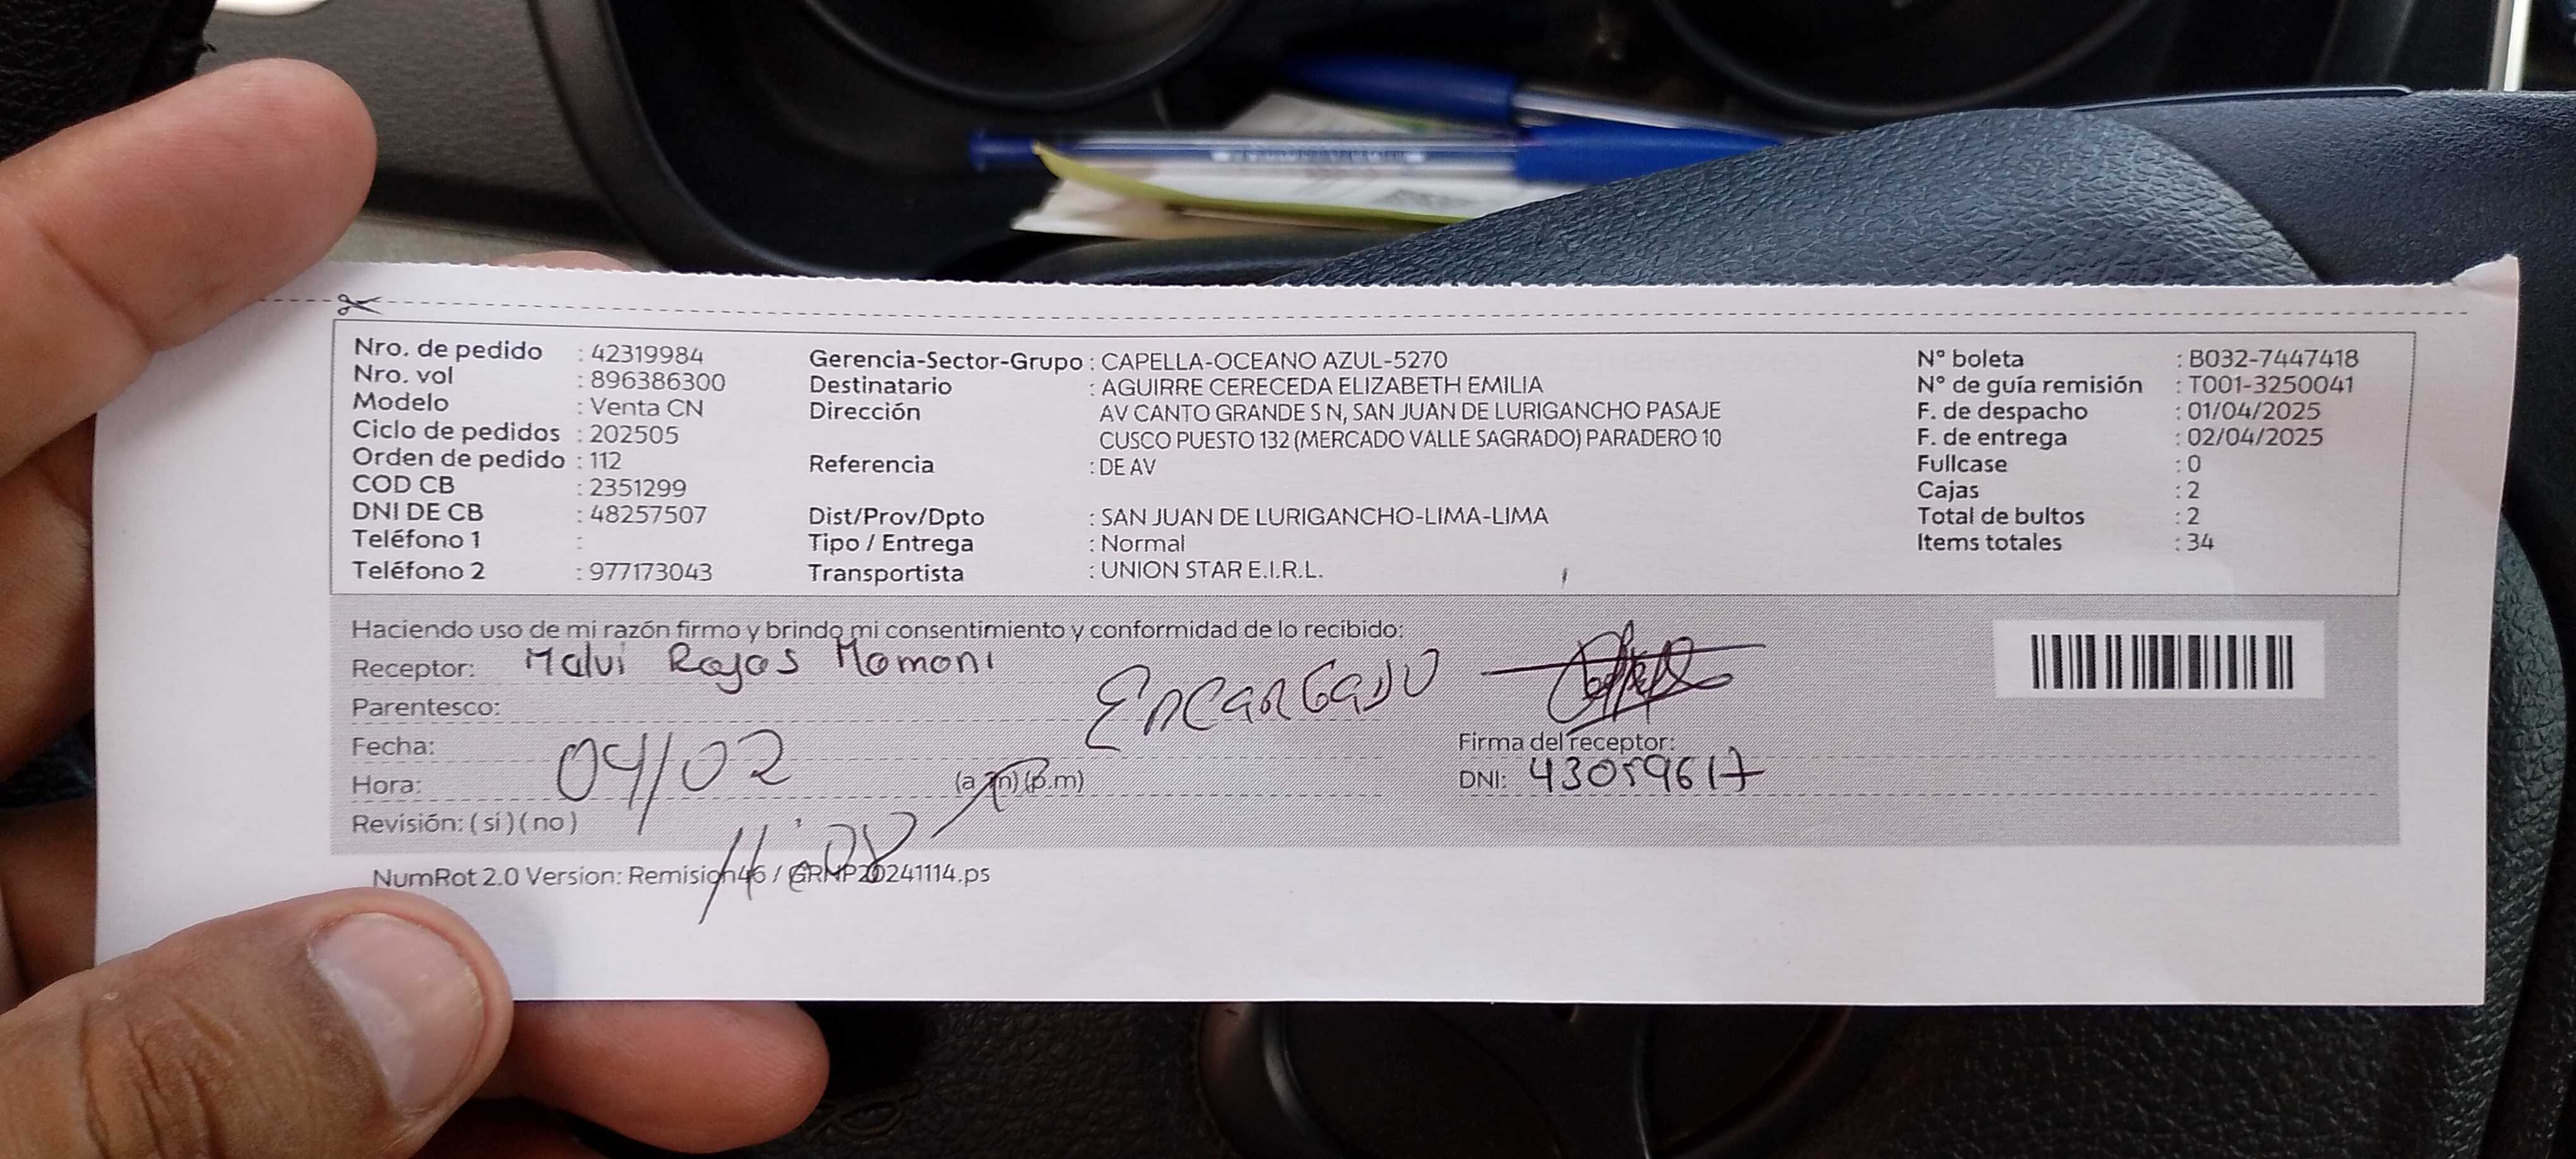 Nro. de pedido : 42319984
Nro. vol : 896386300
Modelo : Venta CN
Ciclo de pedidos : 202505
Orden de pedido : 112
COD CB : 2351299
DNI DE CB : 48257507
Teléfono 1 :
Teléfono 2 : 977173043
Gerencia-Sector-Grupo : CAPELLA-OCEANO AZUL-5270
Destinatario : AGUIRRE CERECEDA ELIZABETH EMILIA
Dirección AV CANTO GRANDE S N, SAN JUAN DE LURIGANCHO PASAJE
CUSCO PUESTO 132 (MERCADO VALLE SAGRADO) PARADERO 10
Referencia : DE AV
Dist/Prov/Dpto : SAN JUAN DE LURIGANCHO-LIMA-LIMA
Tipo / Entrega : Normal
Transportista : UNION STAR E.I.R.L.
N° boleta : B032-7447418
N° de guía remisión : T001-3250041
F. de despacho : 01/04/2025
F. de entrega : 02/04/2025
Fullcase : 0
Cajas : 2
Total de bultos : 2
Items totales : 34
Haciendo uso de mi razón firmo y brindo mi consentimiento y conformidad de lo recibido:
Receptor: Malvi Rojas Momoni
Parentesco: Encargado
Fecha: 04/02
Hora: (a.m)(p.m)
Revisión: (si)(no)
Firma del receptor:
DNI: 43059617
NumRot 2.0 Version: Remision46 / GRNP20241114.ps